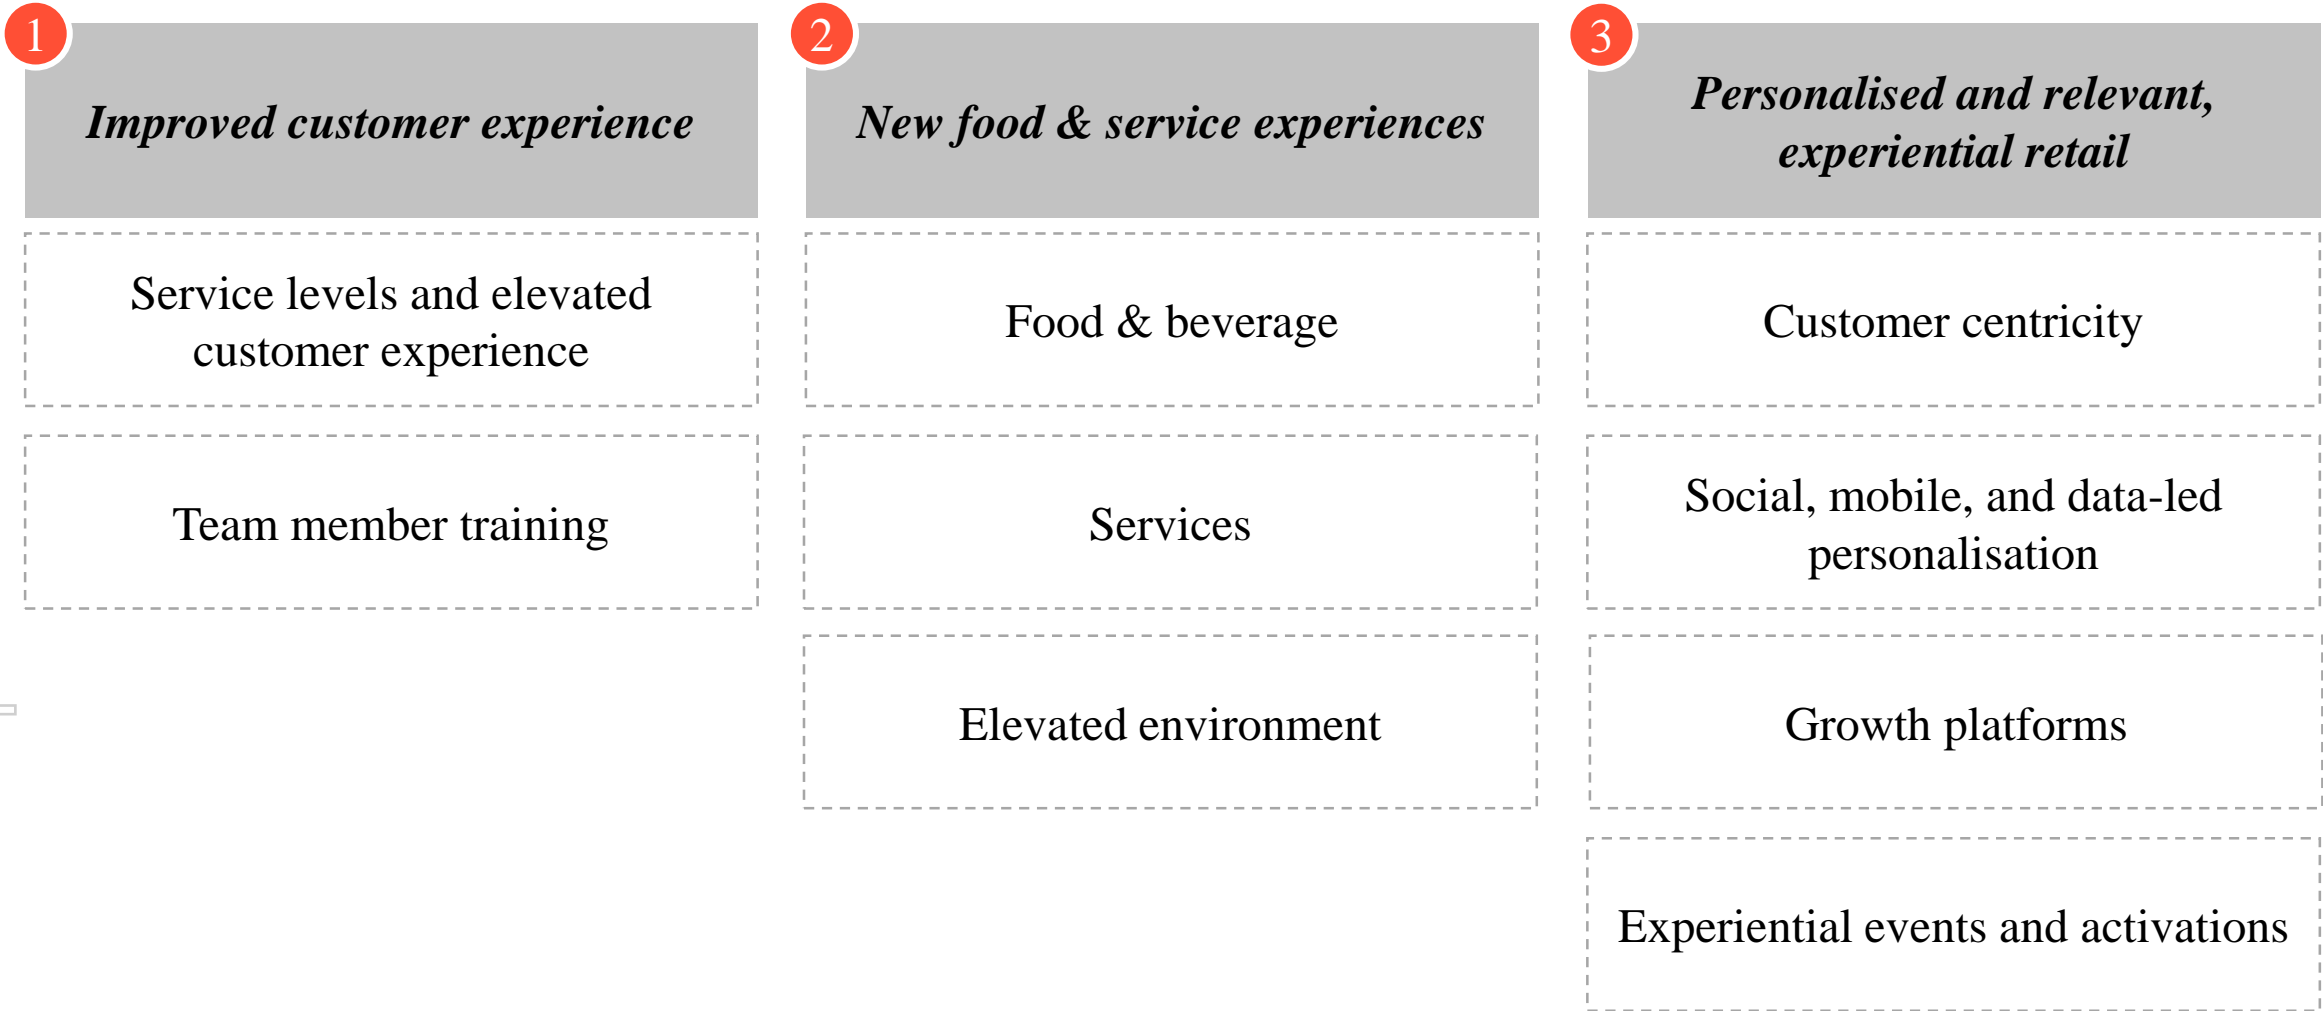 1
Improved customer experience
Service levels and elevated
customer experience
Team member training
2
New food & service experiences
Food & beverage
Services
Elevated environment
3
Personalised and relevant,
experiential retail
Customer centricity
Social, mobile, and data-led
personalisation
Growth platforms
Experiential events and activations